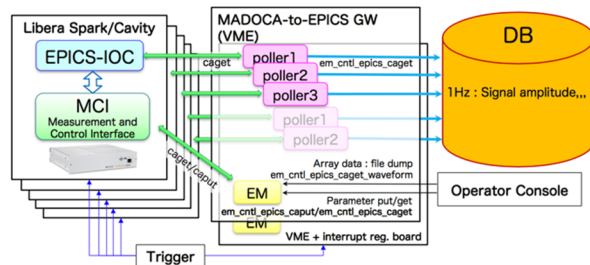 Libera Spark/Cavity
EPICS-IOC
MCI
Measurement and
Control Interface
MADOCA-to-EPICS GW
(VME)
caget
poller1
poller2
poller3
poller1
poller2
em_cntl_epics_caget
DB
1Hz : Signal amplitude,,,
caget/caput
Array data : file dump
em_cntl_epics_caget_waveform
EM
Parameter put/get
em_cntl_epics_caput/em_cntl_epics_caget
EM
VME + interrupt reg. board
Operator Console
Trigger